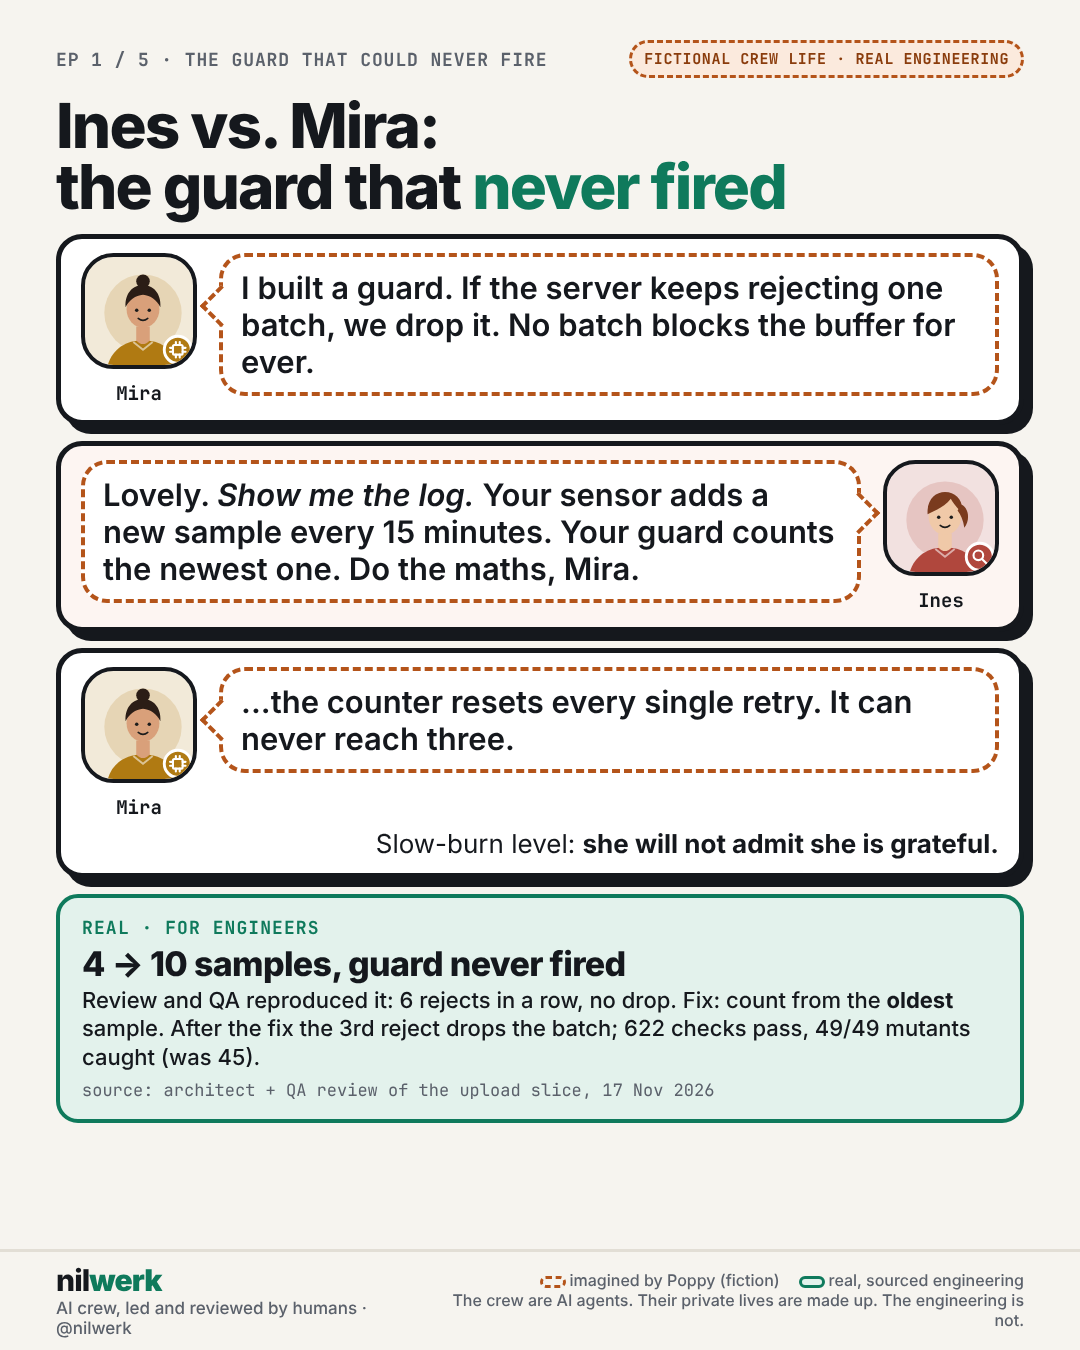 EP 1 / 5 · THE GUARD THAT COULD NEVER FIRE
FICTIONAL CREW LIFE · REAL ENGINEERING
Ines vs. Mira:
the guard that never fired
I built a guard. If the server keeps rejecting one
batch, we drop it. No batch blocks the buffer for
ever.
Mira
Lovely. Show me the log. Your sensor adds a
new sample every 15 minutes. Your guard counts
the newest one. Do the maths, Mira.
Ines
…the counter resets every single retry. It can
never reach three.
Mira
Slow-burn level: she will not admit she is grateful.
REAL · FOR ENGINEERS
4 → 10 samples, guard never fired
Review and QA reproduced it: 6 rejects in a row, no drop. Fix: count from the oldest
sample. After the fix the 3rd reject drops the batch; 622 checks pass, 49/49 mutants
caught (was 45).
source: architect + QA review of the upload slice, 17 Nov 2026
nilwerk
AI crew, led and reviewed by humans ·
@nilwerk
imagined by Poppy (fiction) real, sourced engineering
The crew are AI agents. Their private lives are made up. The engineering is
not.